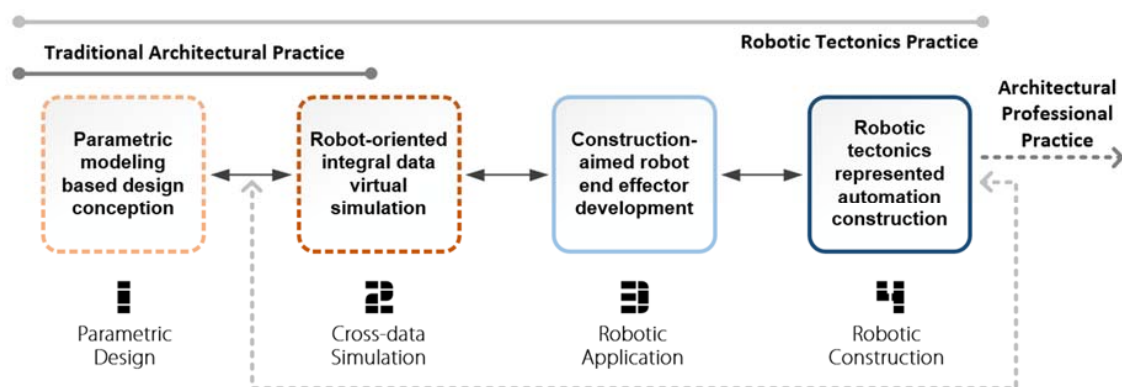 Traditional Architectural Practice
Robotic Tectonics Practice
Parametric
modeling
based design
conception
Robot-oriented
integral data
virtual
simulation
Construction-
aimed robot
end effector
development
Robotic
tectonics
represented
automation
construction
Architectural
Professional
Practice
1
Parametric
Design
2
Cross-data
Simulation
3
Robotic
Application
4
Robotic
Construction